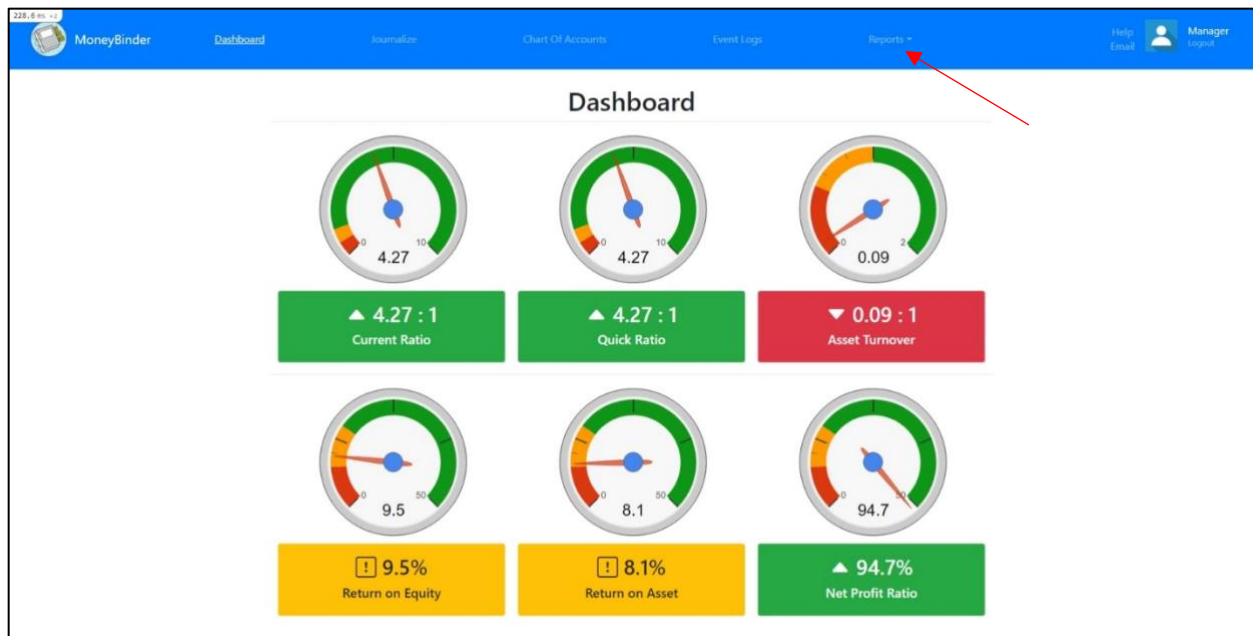 228.6 ms ×2
MoneyBinder
Dashboard
Journalize
Chart Of Accounts
Event Logs
Reports
Help
Email
Manager
Logout
Dashboard
0 10
4.27
0 10
4.27
0 2
0.09
4.27 : 1
Current Ratio
4.27 : 1
Quick Ratio
0.09 : 1
Asset Turnover
0 50
9.5
0 50
8.1
0 50
94.7
! 9.5%
Return on Equity
! 8.1%
Return on Asset
94.7%
Net Profit Ratio